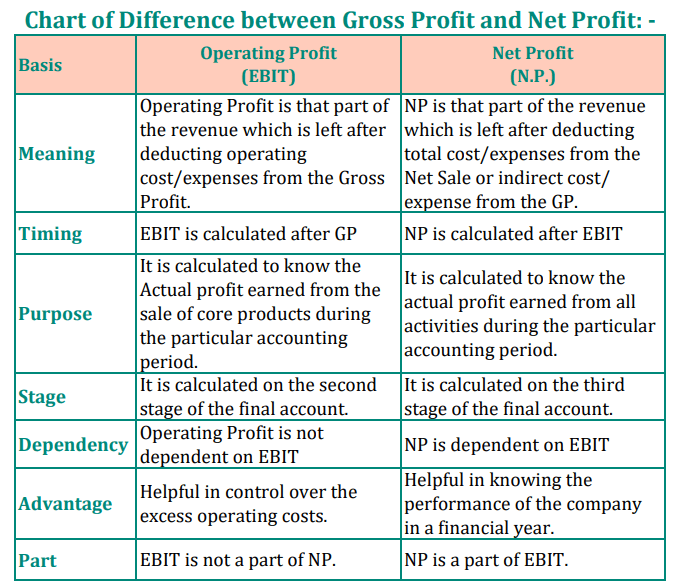 Chart of Difference between Gross Profit and Net Profit: -
Basis
Operating Profit
(EBIT)
Net Profit
(N.P.)
Meaning
Operating Profit is that part of
the revenue which is left after
deducting operating
cost/expenses from the Gross
Profit.
NP is that part of the revenue
which is left after deducting
total cost/expenses from the
Net Sale or indirect cost/
expense from the GP.
Timing
EBIT is calculated after GP
NP is calculated after EBIT
Purpose
It is calculated to know the
Actual profit earned from the
sale of core products during
the particular accounting
period.
It is calculated to know the
actual profit earned from all
activities during the particular
accounting period.
Stage
It is calculated on the second
stage of the final account.
It is calculated on the third
stage of the final account.
Dependency
Operating Profit is not
dependent on EBIT
NP is dependent on EBIT
Advantage
Helpful in control over the
excess operating costs.
Helpful in knowing the
performance of the company
in a financial year.
Part
EBIT is not a part of NP.
NP is a part of EBIT.